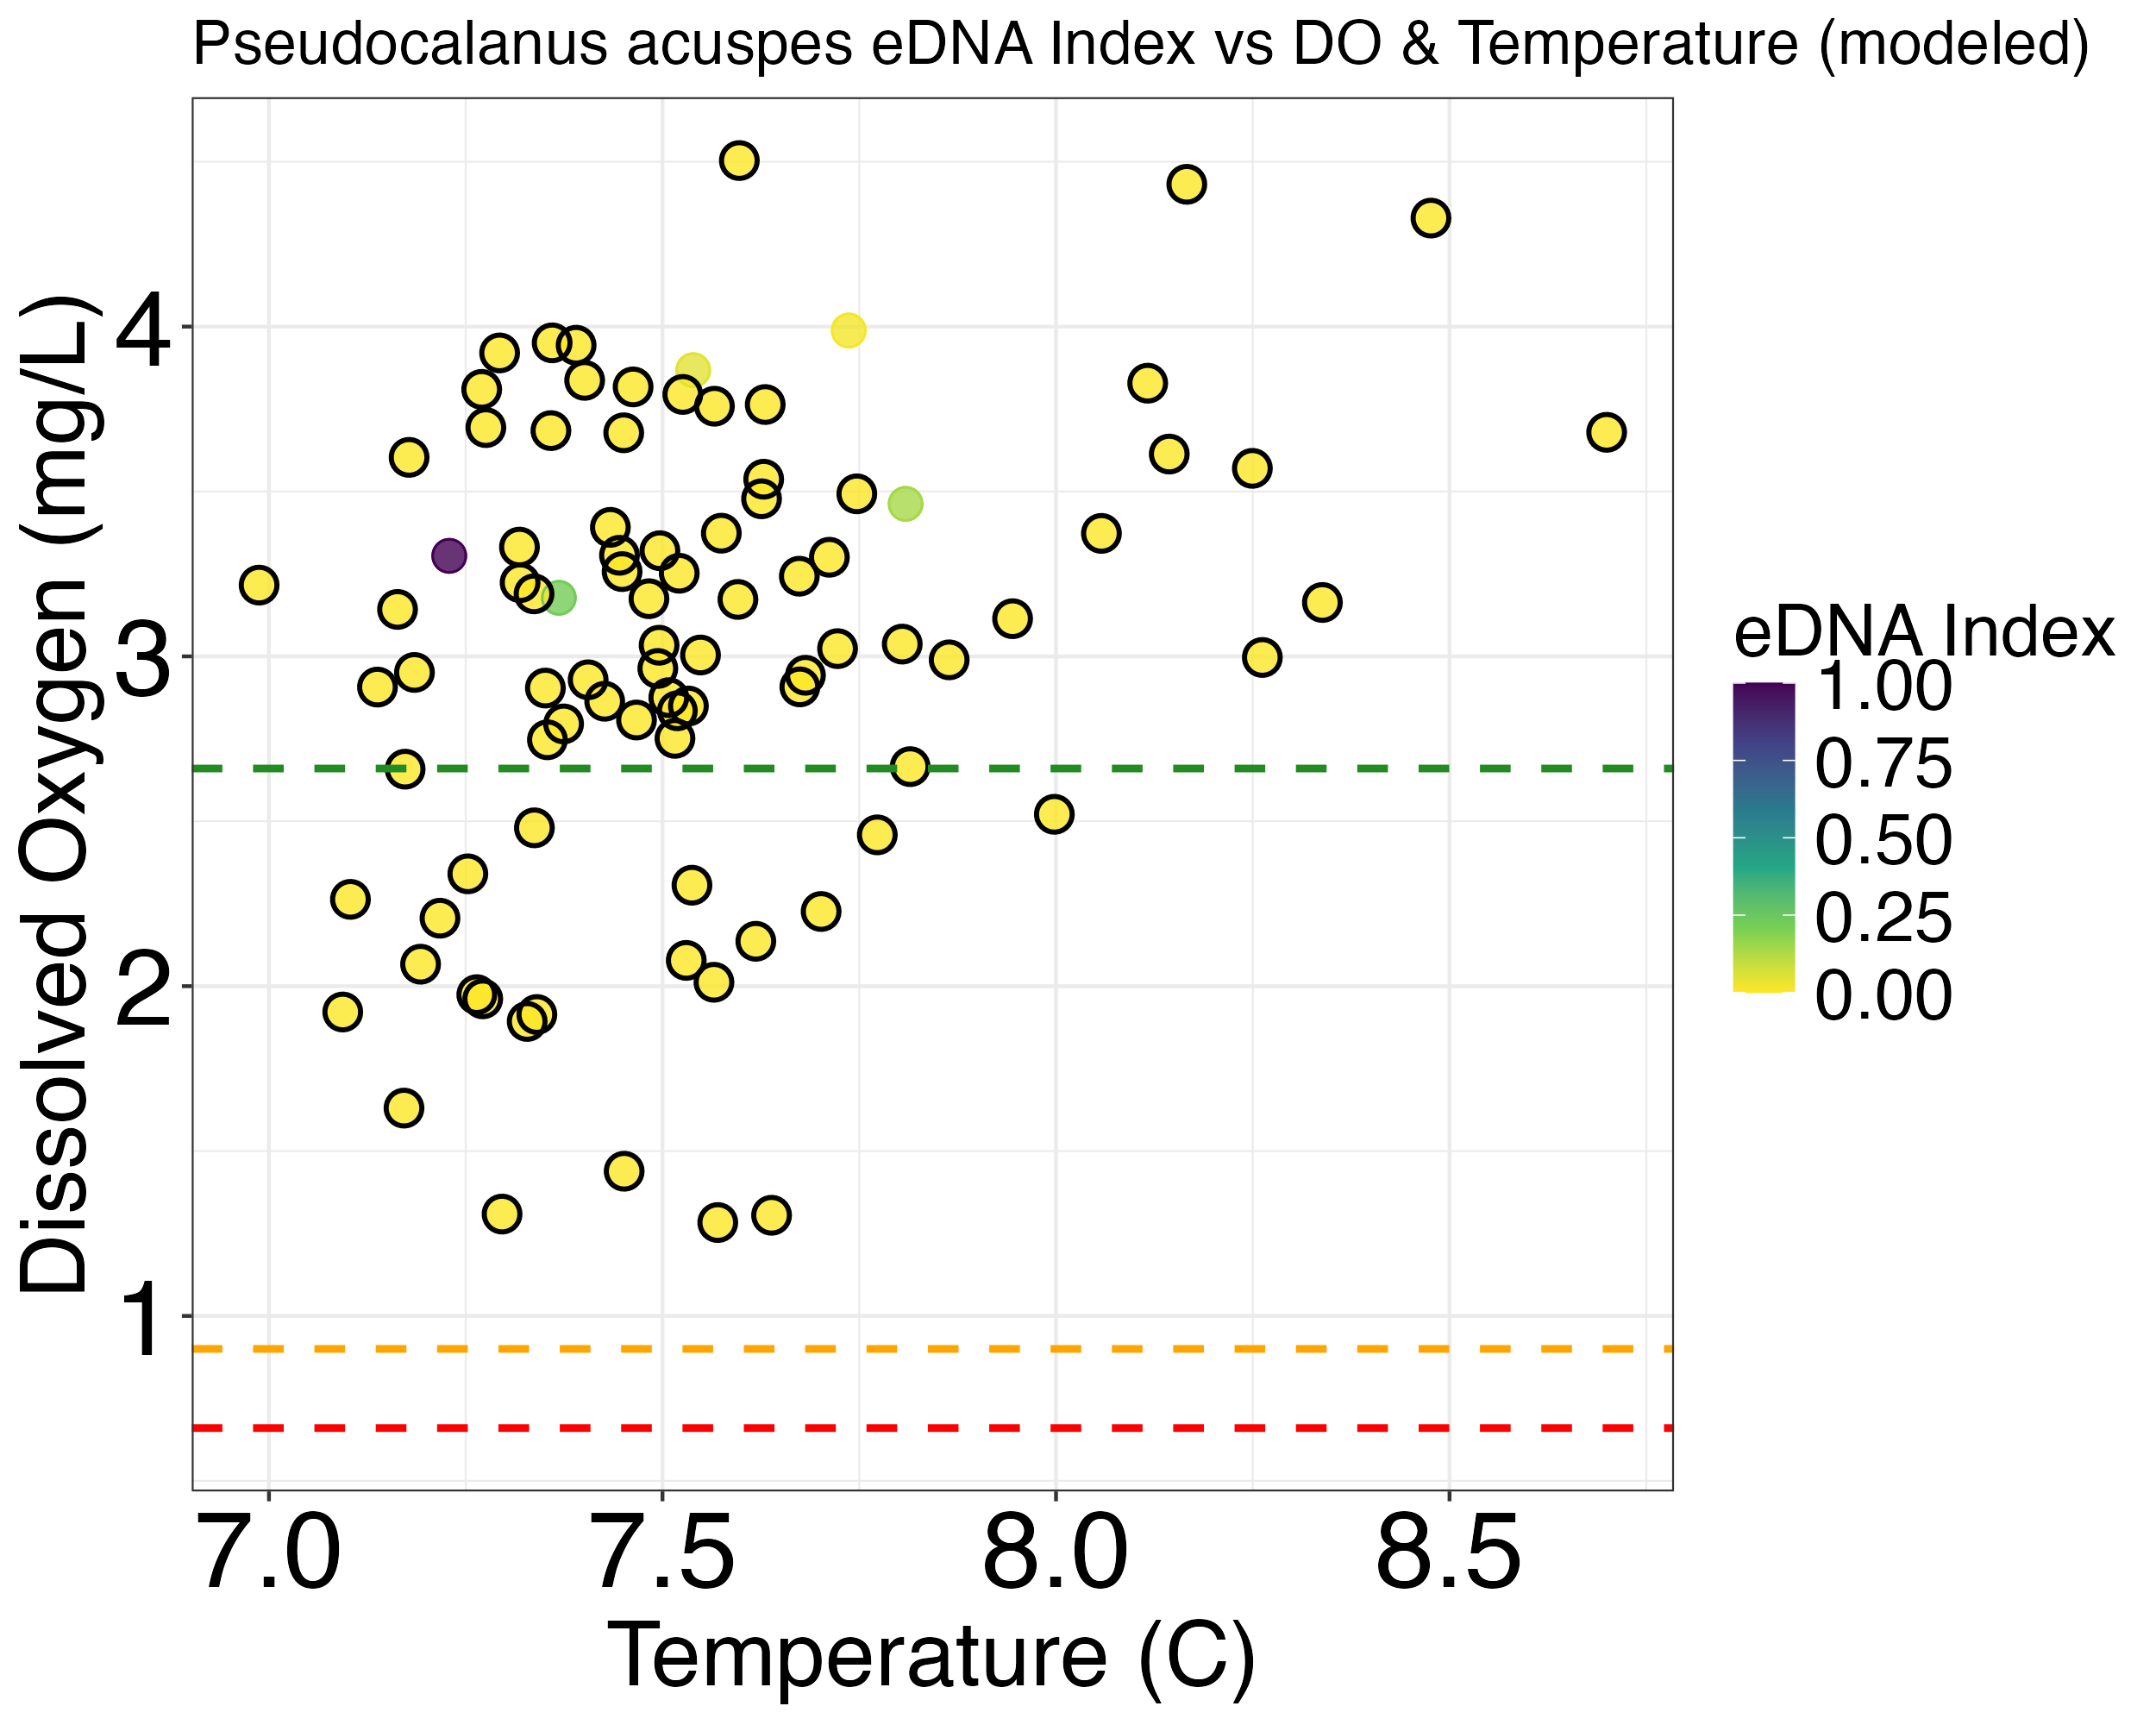 Pseudocalanus acuspes eDNA Index vs DO & Temperature (modeled)
Dissolved Oxygen (mg/L)
4
3
2
1
7.0 7.5 8.0 8.5
Temperature (C)
eDNA Index
1.00
0.75
0.50
0.25
0.00